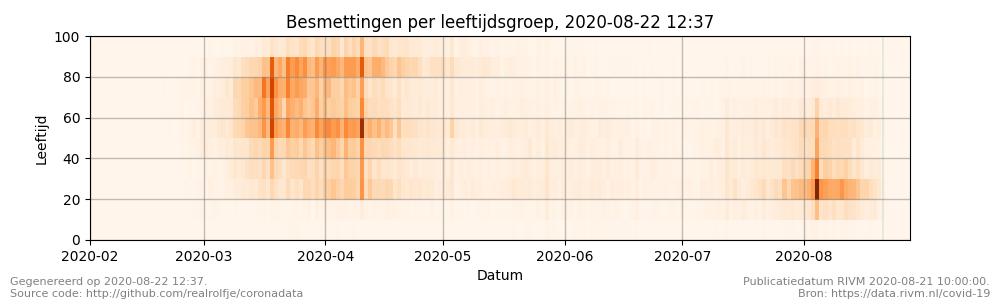 Besmettingen per leeftijdsgroep, 2020-08-22 12:37
100
80
60
40
20
0
Leeftijd
2020-02 2020-03 2020-04 2020-05 2020-06 2020-07 2020-08
Datum
Gegenereerd op 2020-08-22 12:37.
Source code: http://github.com/realrolfje/coronadata
Publicatiedatum RIVM 2020-08-21 10:00:00.
Bron: https://data.rivm.nl/covid-19